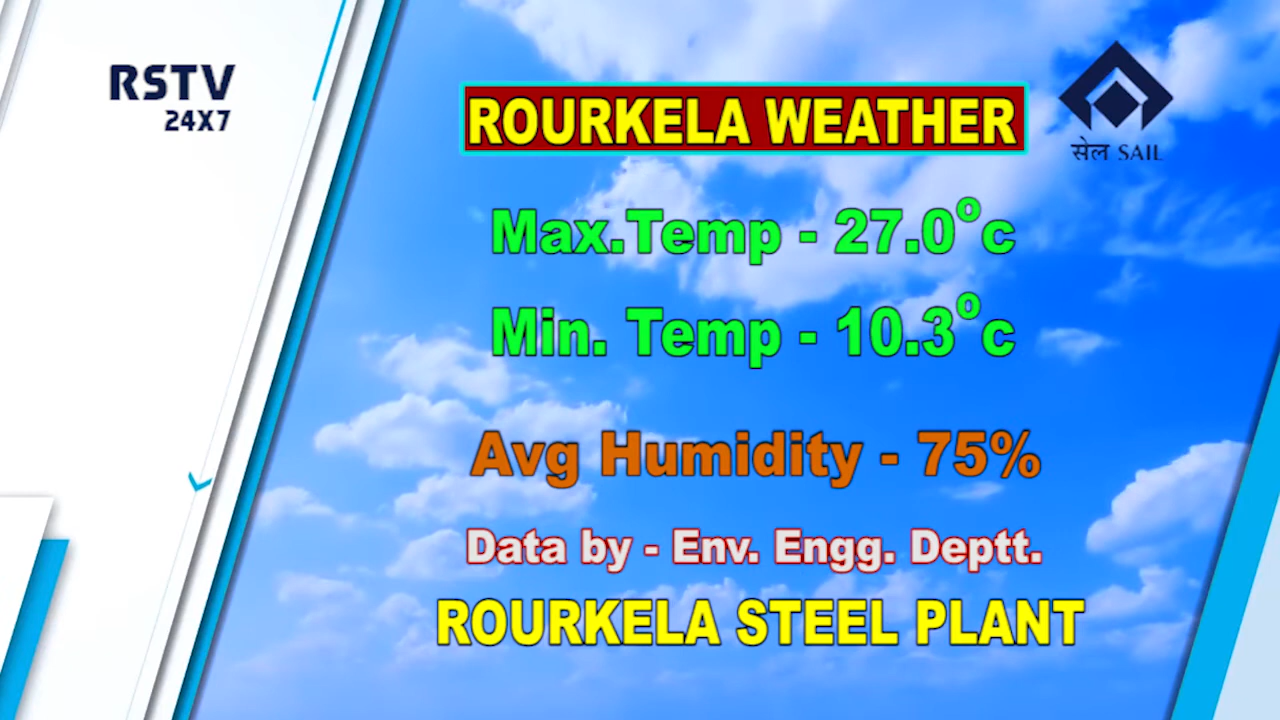 RSTV
24X7
ROURKELA WEATHER
सेल SAIL
Max.Temp - 27.0°c
Min. Temp - 10.3°c
Avg Humidity - 75%
Data by - Env. Engg. Deptt.
ROURKELA STEEL PLANT